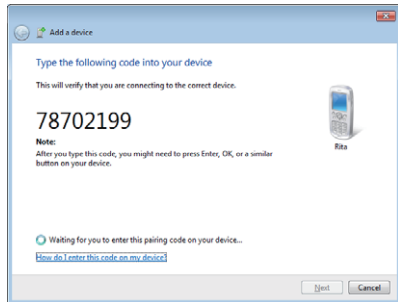 Add a device
Type the following code into your device
This will verify that you are connecting to the correct device.
78702199
Note:
After you type this code, you might need to press Enter, OK, or a similar
button on your device.
Rita
Waiting for you to enter this pairing code on your device...
How do I enter this code on my device?
Next
Cancel